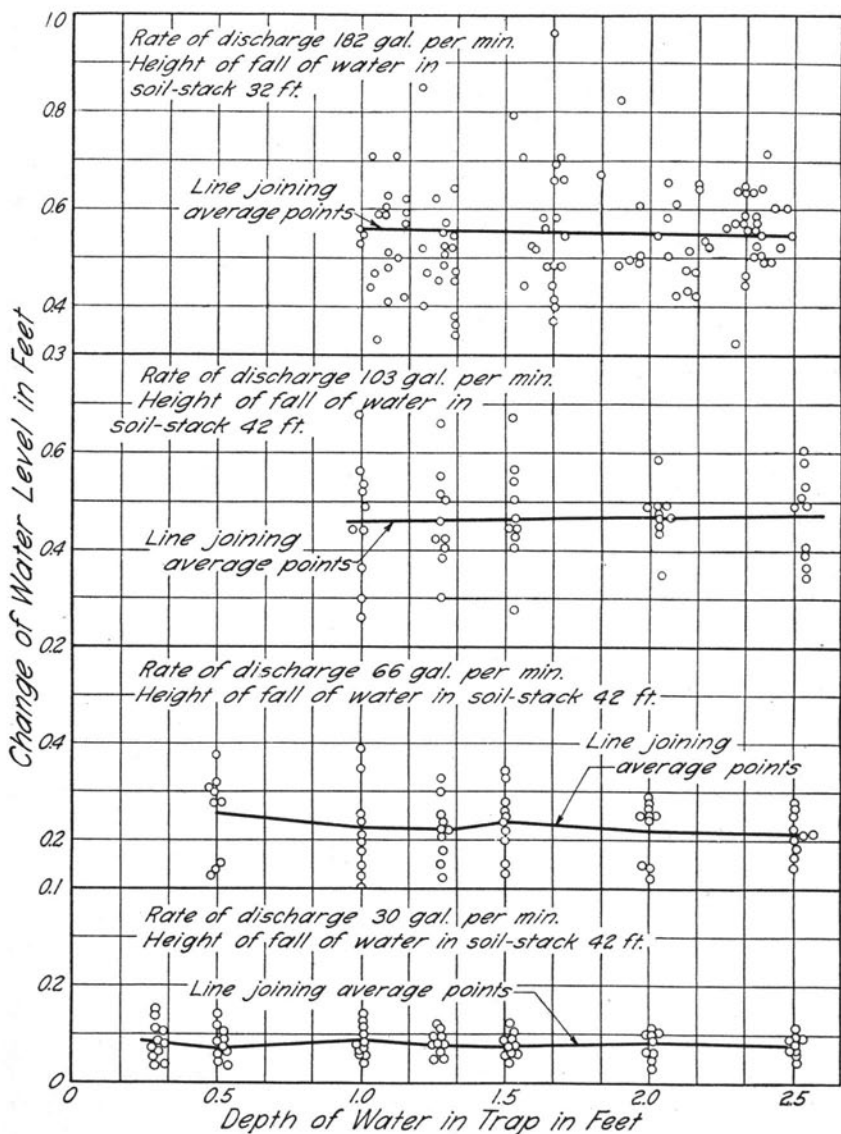 1.0
Rate of discharge 182 gal. per min.
Height of fall of water in
soil-stack 32 ft.
0.8
Line joining
average points
0.6
0.4
0.3
Rate of discharge 103 gal. per min.
Height of fall of water in
soil-stack 42 ft.
0.6
0.4
Line joining
average points
0.2
Rate of discharge 66 gal. per min.
Height of fall of water in soil-stack 42 ft.
0.4
Line joining
average points
0.2
0.1
Rate of discharge 30 gal. per min.
Height of fall of water in soil-stack 42 ft.
0.2
Line joining average points
0
Change of Water Level in Feet
0 0.5 1.0 1.5 2.0 2.5
Depth of Water in Trap in Feet